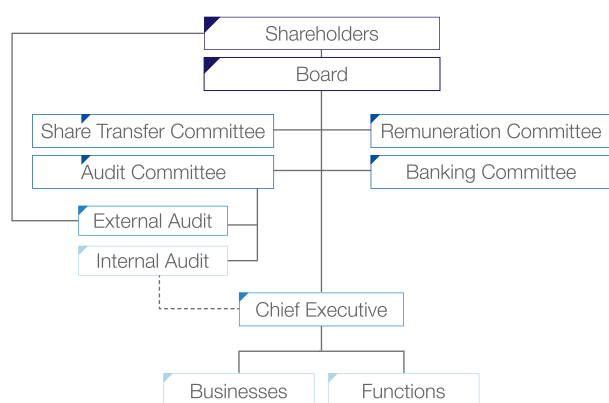 Shareholders
Board
Share Transfer Committee
Remuneration Committee
Audit Committee
Banking Committee
External Audit
Internal Audit
Chief Executive
Businesses
Functions